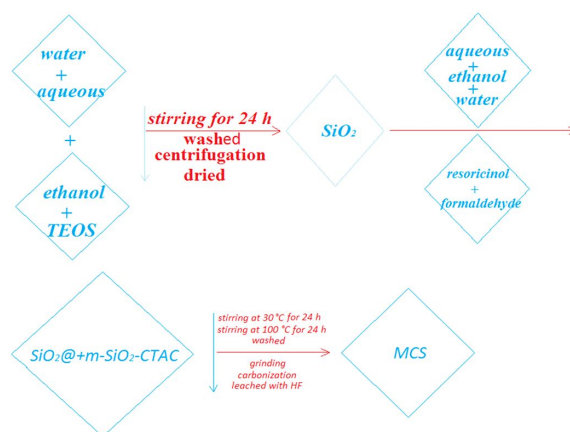 water
+
aqueous
+
ethanol
+
TEOS
stirring for 24 h
washed
centrifugation
dried
SiO₂
aqueous
+
ethanol
+
water
resoricinol
+
formaldehyde
SiO₂@+m-SiO₂-CTAC
stirring at 30 °C for 24 h
stirring at 100 °C for 24 h
washed
grinding
carbonization
leached with HF
MCS